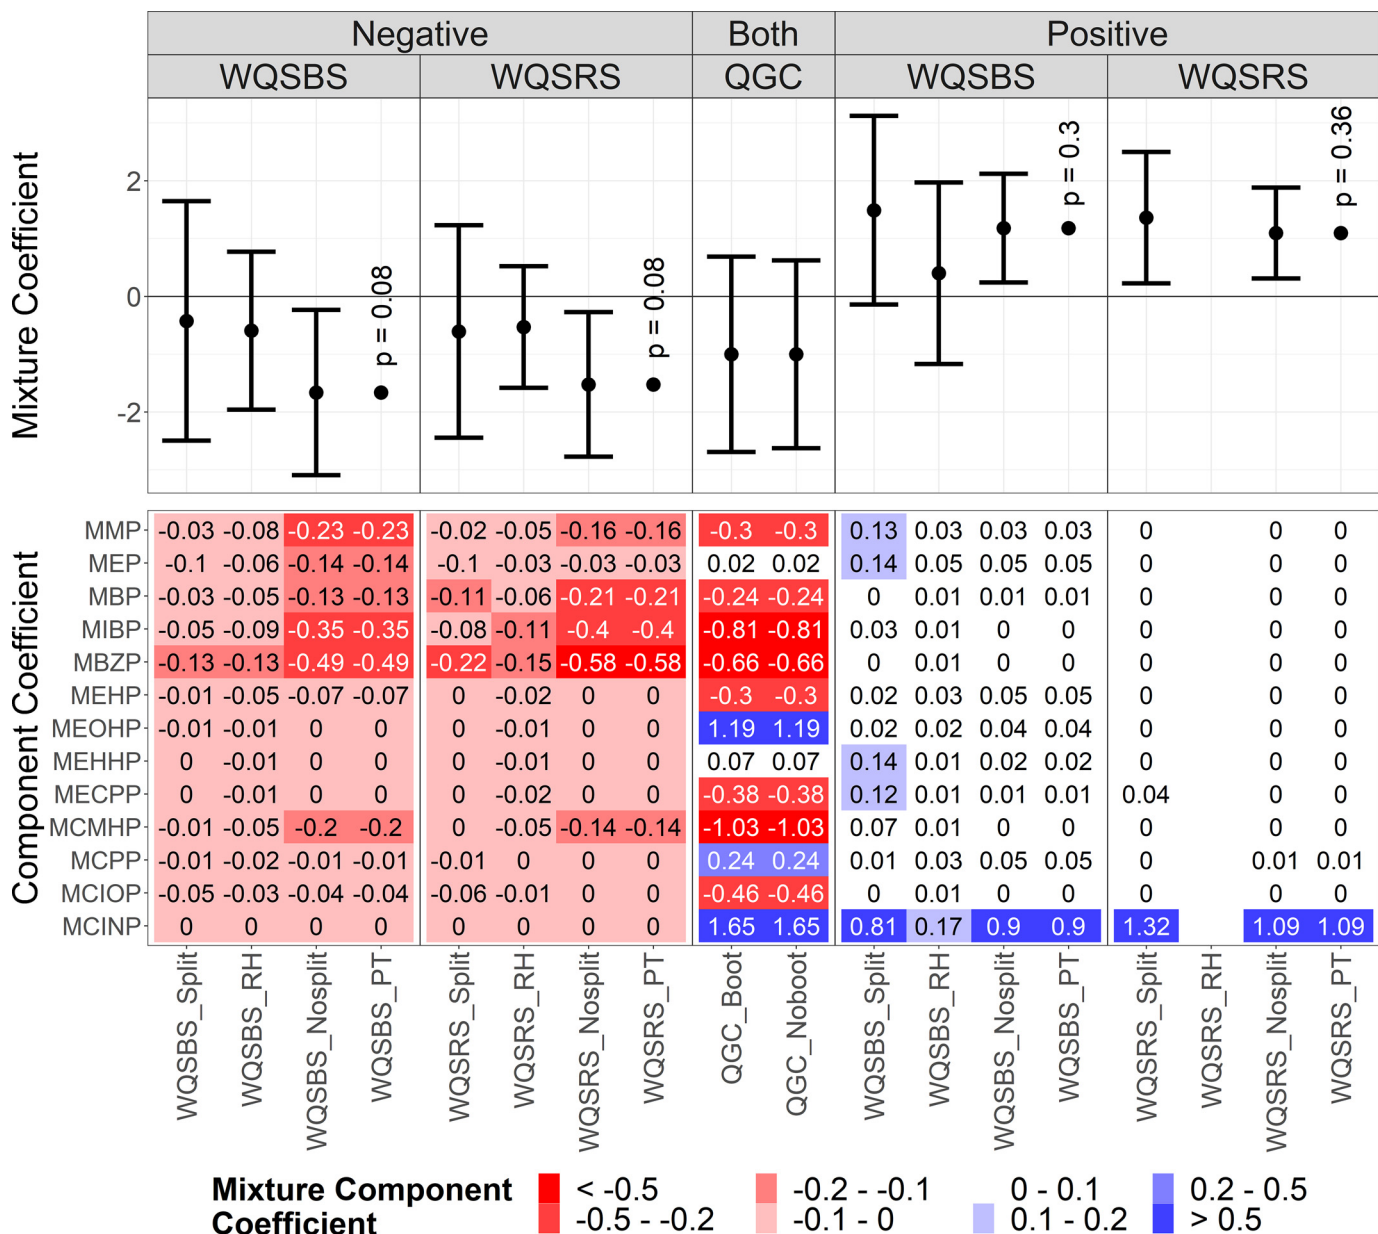 Negative Both Positive
WQSBS WQSRS QGC WQSBS WQSRS
Mixture Coefficient
2
0
-2
p = 0.08
p = 0.08
p = 0.3
p = 0.36
Component Coefficient
MMP -0.03 -0.08 -0.23 -0.23 -0.02 -0.05 -0.16 -0.16 -0.3 -0.3 0.13 0.03 0.03 0.03 0 0 0
MEP -0.1 -0.06 -0.14 -0.14 -0.1 -0.03 -0.03 -0.03 0.02 0.02 0.14 0.05 0.05 0.05 0 0 0
MBP -0.03 -0.05 -0.13 -0.13 -0.11 -0.06 -0.21 -0.21 -0.24 -0.24 0 0.01 0.01 0.01 0 0 0
MIBP -0.05 -0.09 -0.35 -0.35 -0.08 -0.11 -0.4 -0.4 -0.81 -0.81 0.03 0.01 0 0 0 0 0
MBZP -0.13 -0.13 -0.49 -0.49 -0.22 -0.15 -0.58 -0.58 -0.66 -0.66 0 0.01 0 0 0 0 0
MEHP -0.01 -0.05 -0.07 -0.07 0 -0.02 0 0 -0.3 -0.3 0.02 0.03 0.05 0.05 0 0 0
MEOHP -0.01 -0.01 0 0 0 -0.01 0 0 1.19 1.19 0.02 0.02 0.04 0.04 0 0 0
MEHHP 0 -0.01 0 0 0 -0.01 0 0 0.07 0.07 0.14 0.01 0.02 0.02 0 0 0
MECPP 0 -0.01 0 0 0 -0.02 0 0 -0.38 -0.38 0.12 0.01 0.01 0.01 0.04 0 0
MCMHP -0.01 -0.05 -0.2 -0.2 0 -0.05 -0.14 -0.14 -1.03 -1.03 0.07 0.01 0 0 0 0 0
MCPP -0.01 -0.02 -0.01 -0.01 -0.01 0 0 0 0.24 0.24 0.01 0.03 0.05 0.05 0 0.01 0.01
MCIOP -0.05 -0.03 -0.04 -0.04 -0.06 -0.01 0 0 -0.46 -0.46 0 0.01 0 0 0 0 0
MCINP 0 0 0 0 0 0 0 0 1.65 1.65 0.81 0.17 0.9 0.9 1.32 1.09 1.09
WQSBS_Split
WQSBS_RH
WQSBS_Nosplit
WQSBS_PT
WQSRS_Split
WQSRS_RH
WQSRS_Nosplit
WQSRS_PT
QGC_Boot
QGC_Noboot
WQSBS_Split
WQSBS_RH
WQSBS_Nosplit
WQSBS_PT
WQSRS_Split
WQSRS_RH
WQSRS_Nosplit
WQSRS_PT
Mixture Component < -0.5 -0.2 - -0.1 0 - 0.1 0.2 - 0.5
Coefficient -0.5 - -0.2 -0.1 - 0 0.1 - 0.2 > 0.5